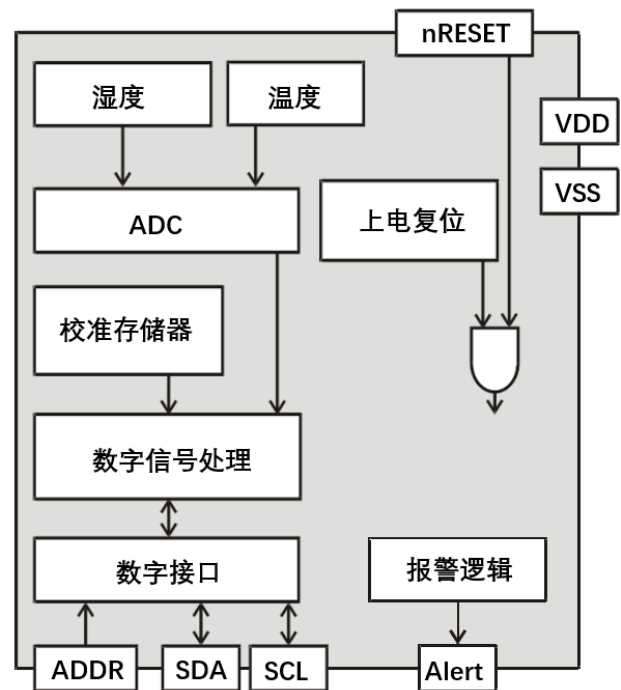 nRESET
湿度
温度
VDD
VSS
ADC
上电复位
校准存储器
数字信号处理
数字接口
报警逻辑
ADDR
SDA
SCL
Alert